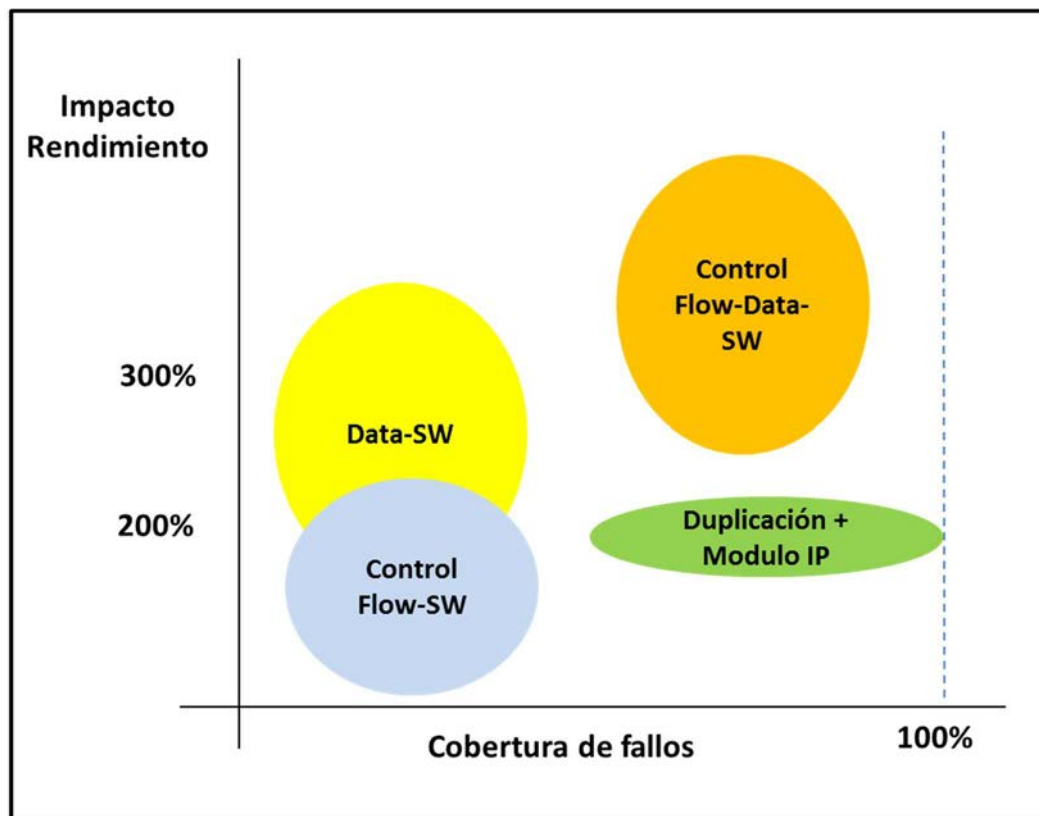 Impacto
Rendimiento
Control
Flow-Data-
SW
300%
Data-SW
200%
Duplicación +
Modulo IP
Control
Flow-SW
Cobertura de fallos
100%